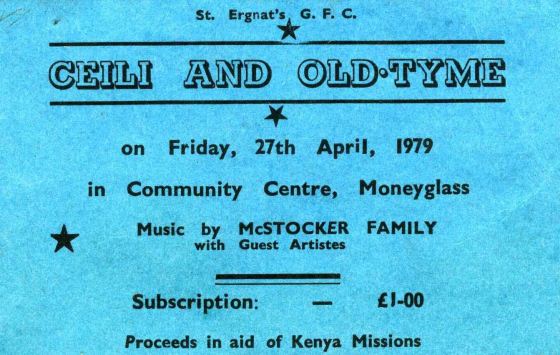 St. Ergnat's G. F. C.
CEILI AND OLD·TYME
on Friday, 27th April, 1979
in Community Centre, Moneyglass
Music by McSTOCKER FAMILY
with Guest Artistes
Subscription: — £1-00
Proceeds in aid of Kenya Missions